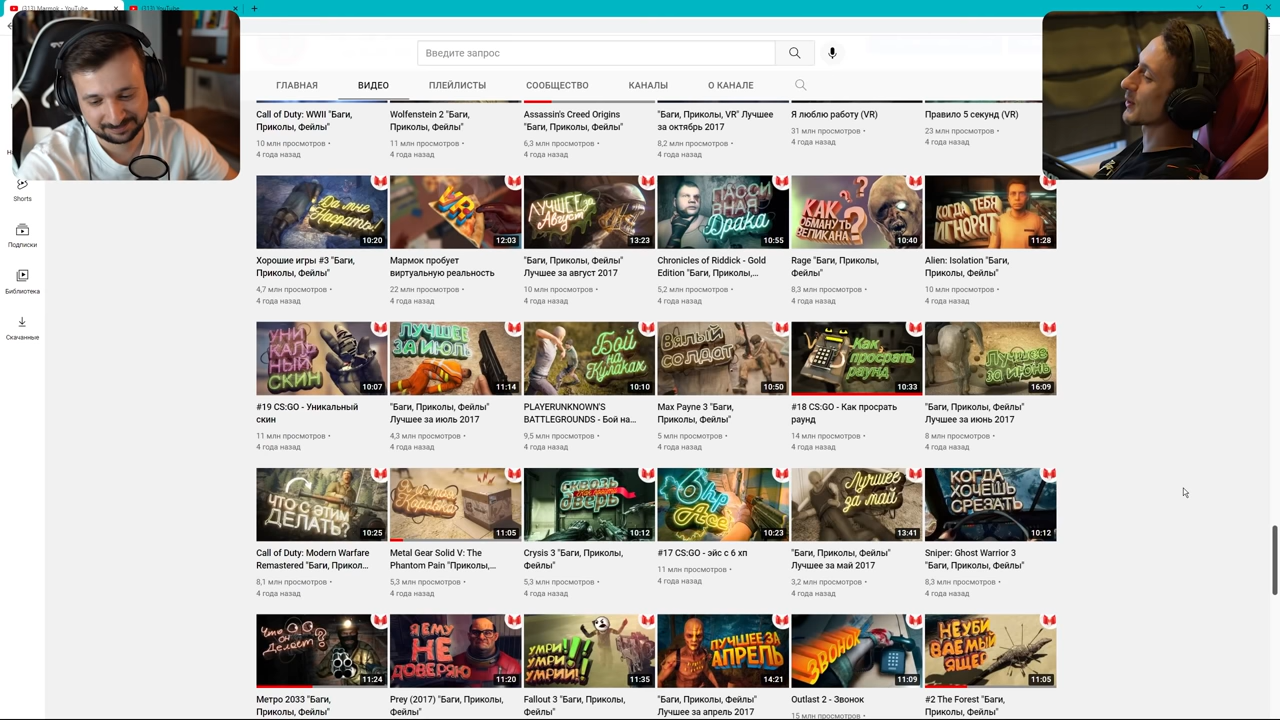 (313) Marmok - YouTube
(313) YouTube
Введите запрос
ГЛАВНАЯ
ВИДЕО
ПЛЕЙЛИСТЫ
СООБЩЕСТВО
КАНАЛЫ
О КАНАЛЕ
Shorts
Подписки
Библиотека
Скачанные
Call of Duty: WWII "Баги,
Приколы, Фейлы"
10 млн просмотров •
4 года назад
Wolfenstein 2 "Баги,
Приколы, Фейлы"
11 млн просмотров •
4 года назад
Assassin's Creed Origins
"Баги, Приколы, Фейлы"
6,3 млн просмотров •
4 года назад
"Баги, Приколы, VR" Лучшее
за октябрь 2017
8,2 млн просмотров •
4 года назад
Я люблю работу (VR)
31 млн просмотров •
4 года назад
Правило 5 секунд (VR)
23 млн просмотров •
4 года назад
Да мне
Насрать!
10:20
Хорошие игры #3 "Баги,
Приколы, Фейлы"
4,7 млн просмотров •
4 года назад
VR
12:03
Мармок пробует
виртуальную реальность
22 млн просмотров •
4 года назад
ЛУЧШЕЕ за
Август
13:23
"Баги, Приколы, Фейлы"
Лучшее за август 2017
10 млн просмотров •
4 года назад
ПАССИ
НАЯ
Драка
10:55
Chronicles of Riddick - Gold
Edition "Баги, Приколы,...
5,2 млн просмотров •
4 года назад
КАК
ОБМАНУТЬ
ВЕЛИКАНА
???
10:40
Rage "Баги, Приколы,
Фейлы"
8,3 млн просмотров •
4 года назад
КОГДА ТЕБЯ
ИГНОРЯТ
11:28
Alien: Isolation "Баги,
Приколы, Фейлы"
10 млн просмотров •
4 года назад
УНИ
КАЛЬ
НЫЙ
СКИН
10:07
#19 CS:GO - Уникальный
скин
11 млн просмотров •
4 года назад
ЛУЧШЕЕ
ЗА ИЮЛЬ
11:14
"Баги, Приколы, Фейлы"
Лучшее за июль 2017
4,3 млн просмотров •
4 года назад
Бой
на
Кулаках
10:10
PLAYERUNKNOWN'S
BATTLEGROUNDS - Бой на...
9,5 млн просмотров •
4 года назад
Вялый
солдат
10:50
Max Payne 3 "Баги,
Приколы, Фейлы"
5 млн просмотров •
4 года назад
Как
просрать
раунд
10:33
#18 CS:GO - Как просрать
раунд
14 млн просмотров •
4 года назад
Лучшее
за июнь
16:09
"Баги, Приколы, Фейлы"
Лучшее за июнь 2017
8 млн просмотров •
4 года назад
ЧТО С ЭТИМ
ДЕЛАТЬ?
10:25
Call of Duty: Modern Warfare
Remastered "Баги, Прикол...
8,1 млн просмотров •
4 года назад
Коробка
11:05
Metal Gear Solid V: The
Phantom Pain "Приколы,...
5,3 млн просмотров •
4 года назад
СКВОЗЬ
ДВЕРЬ
10:12
Crysis 3 "Баги, Приколы,
Фейлы"
5,3 млн просмотров •
4 года назад
6hp
Ace
10:23
#17 CS:GO - эйс с 6 хп
11 млн просмотров •
4 года назад
Лучшее
за май
13:41
"Баги, Приколы, Фейлы"
Лучшее за май 2017
3,2 млн просмотров •
4 года назад
КОГДА
ХОЧЕШЬ
СРЕЗАТЬ
10:12
Sniper: Ghost Warrior 3
"Баги, Приколы, Фейлы"
8,3 млн просмотров •
4 года назад
Что
он
Делает?
11:24
Метро 2033 "Баги,
Приколы, Фейлы"
Я ЕМУ
НЕ
ДОВЕРЯЮ
11:20
Prey (2017) "Баги, Приколы,
Фейлы"
УМРИ!
УМРИ!
УМРИИ!
11:35
Fallout 3 "Баги, Приколы,
Фейлы"
ЛУЧШЕЕ ЗА
АПРЕЛЬ
14:21
"Баги, Приколы, Фейлы"
Лучшее за апрель 2017
ЗВОНОК
11:09
Outlast 2 - Звонок
15 млн просмотров •
НЕУБИ
ВАЕМЫЙ
ЯЩЕР
11:05
#2 The Forest "Баги,
Приколы, Фейлы"